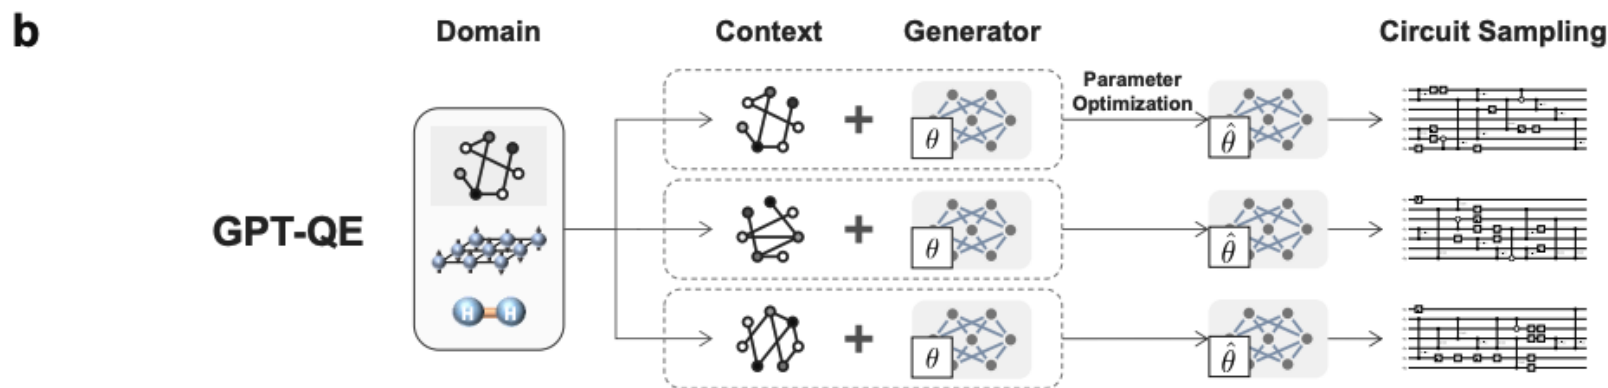 b
Domain
Context
Generator
Circuit Sampling
Parameter
Optimization
θ
θ̂
GPT-QE
θ
θ̂
H H
θ
θ̂